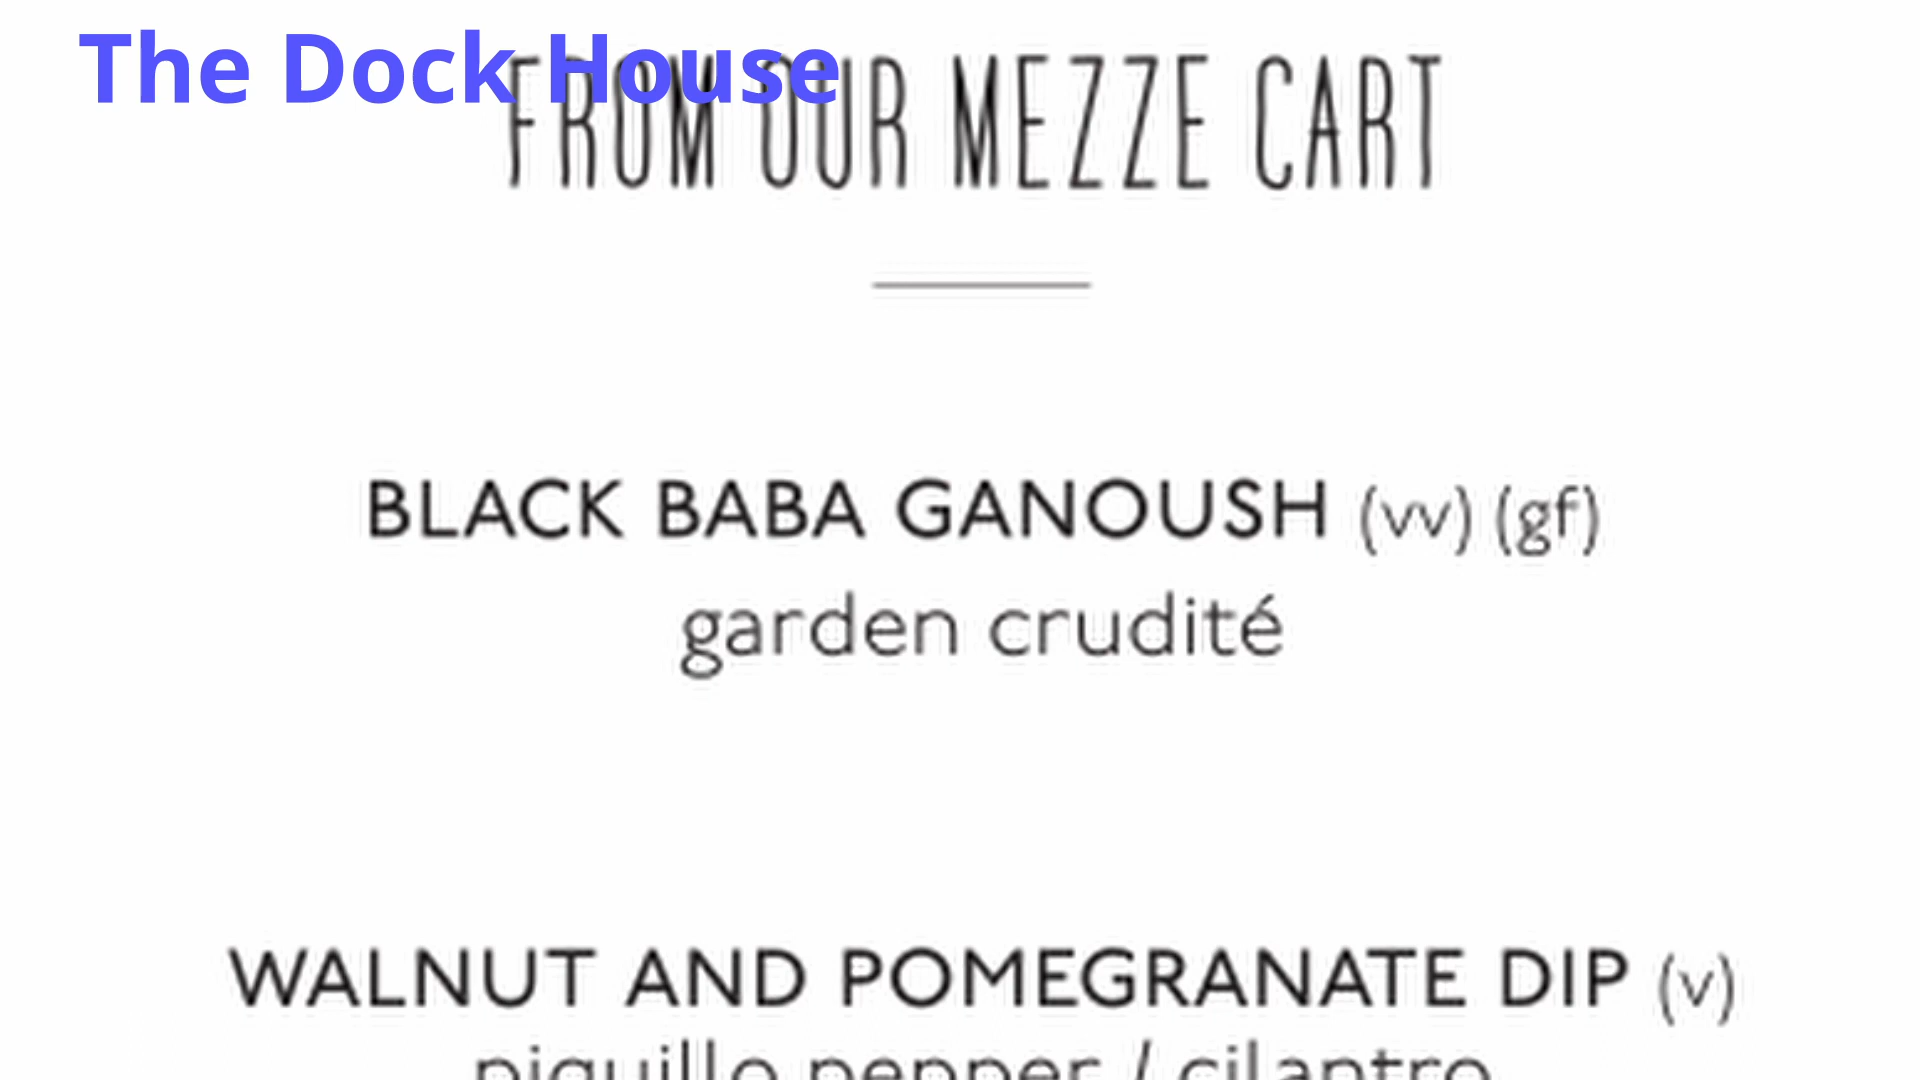 The Dock House
FROM OUR MEZZE CART
BLACK BABA GANOUSH (vv) (gf)
garden crudité
WALNUT AND POMEGRANATE DIP (v)
piquillo pepper / cilantro